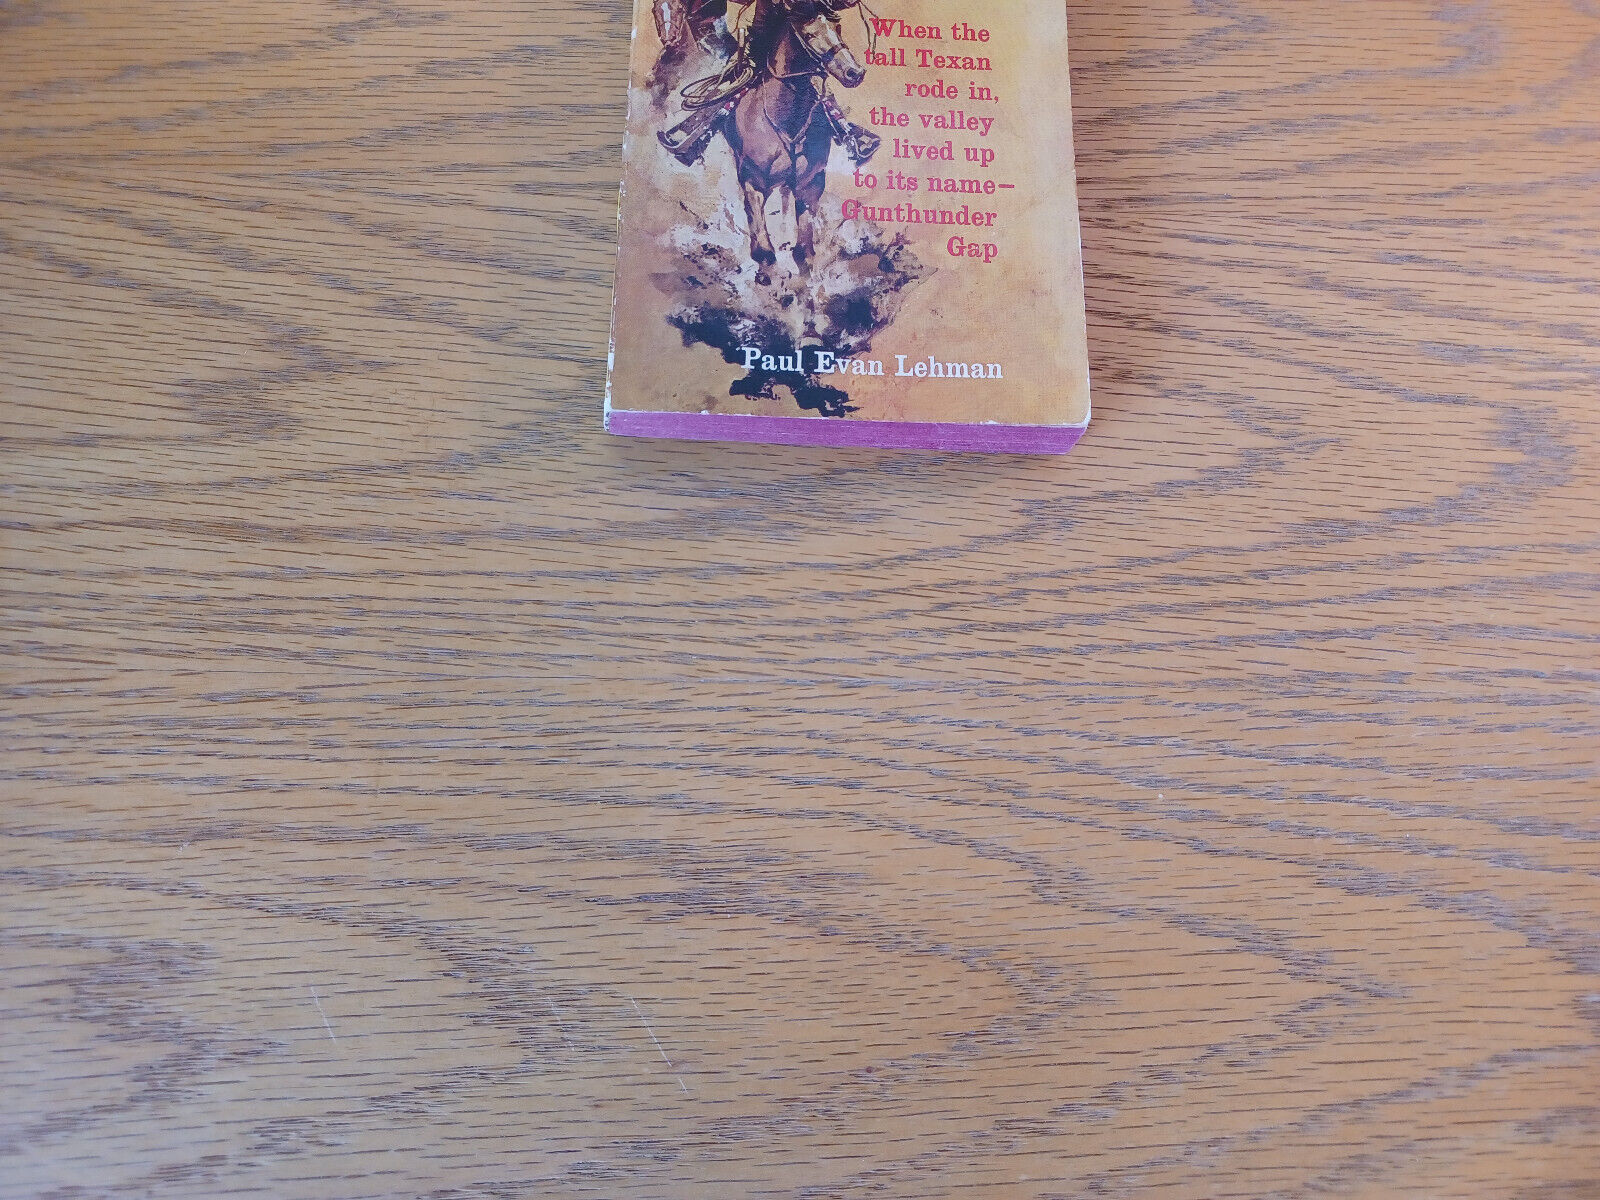 When the
tall Texan
rode in,
the valley
lived up
to its name—
Gunthunder
Gap
Paul Evan Lehman